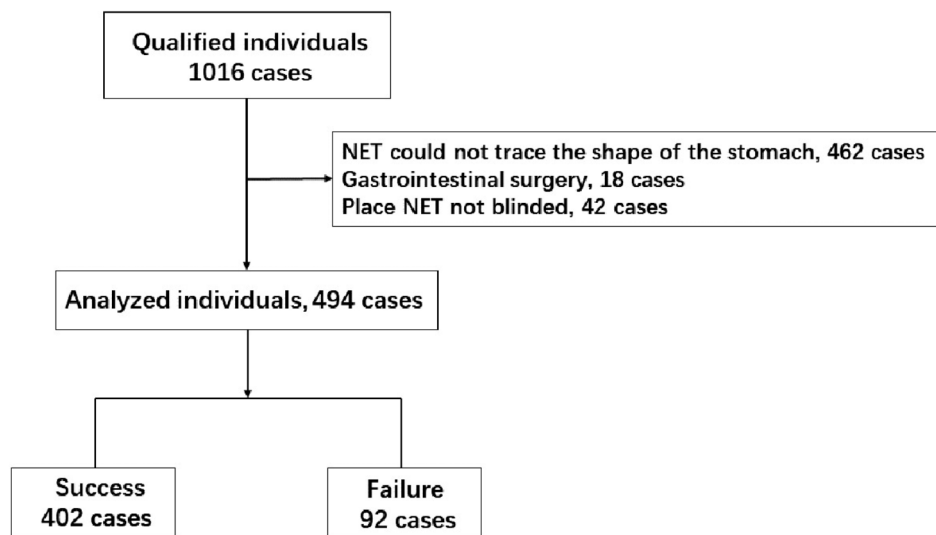 Qualified individuals
1016 cases
NET could not trace the shape of the stomach, 462 cases
Gastrointestinal surgery, 18 cases
Place NET not blinded, 42 cases
Analyzed individuals, 494 cases
Success
402 cases
Failure
92 cases